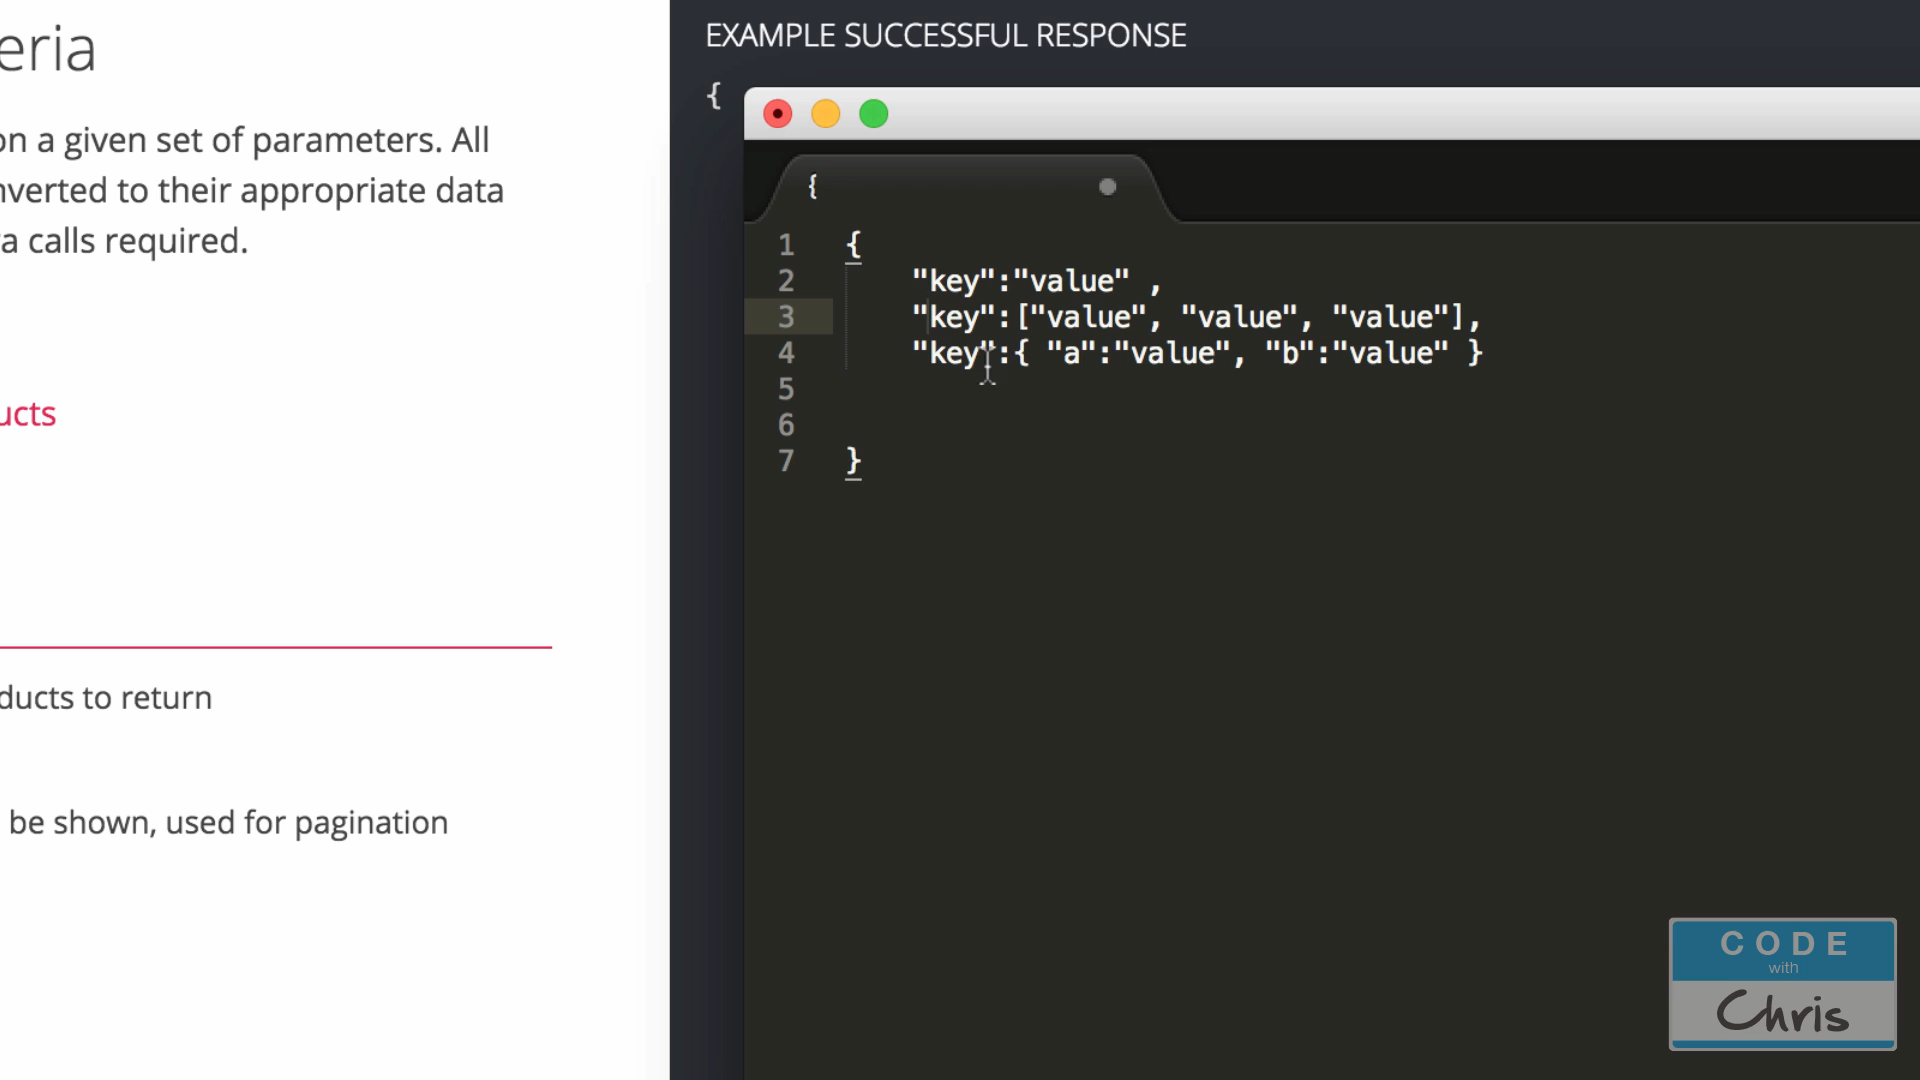 eria
on a given set of parameters. All
nverted to their appropriate data
a calls required.
ucts
ducts to return
be shown, used for pagination
EXAMPLE SUCCESSFUL RESPONSE
{
{
1 {
2 "key":"value" ,
3 "key":["value", "value", "value"],
4 "key":{ "a":"value", "b":"value" }
5
6
7 }
CODE
with
Chris